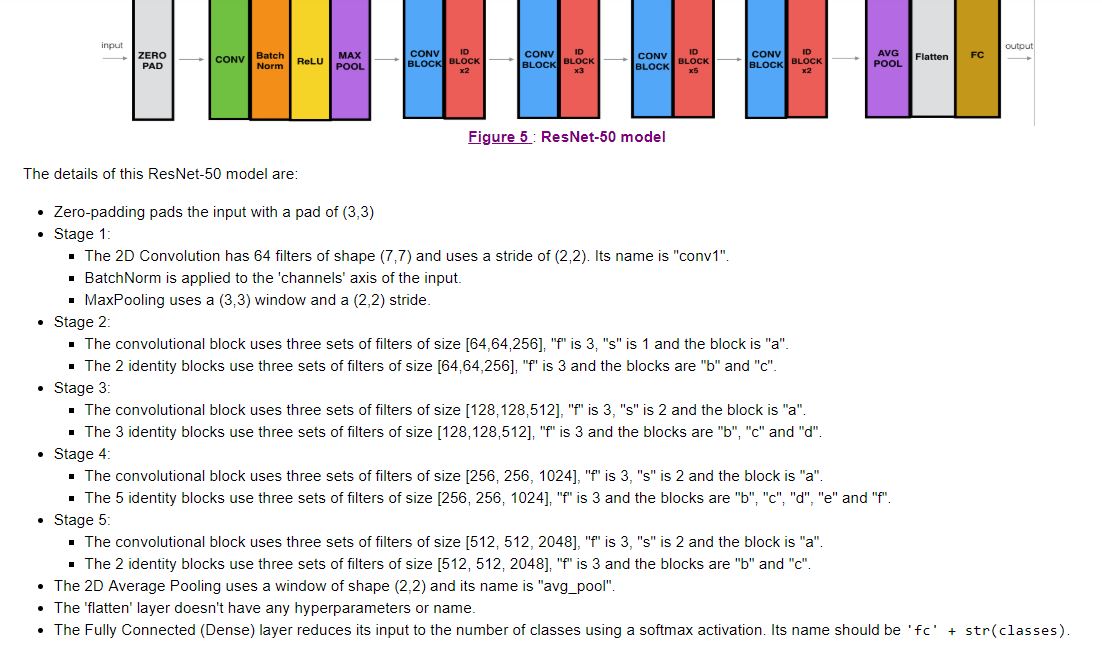 input
ZERO PAD
CONV
Batch Norm
ReLU
MAX POOL
CONV BLOCK
ID BLOCK x2
CONV BLOCK
ID BLOCK x3
CONV BLOCK
ID BLOCK x5
CONV BLOCK
ID BLOCK x2
AVG POOL
Flatten
FC
output
Figure 5 : ResNet-50 model
The details of this ResNet-50 model are:
• Zero-padding pads the input with a pad of (3,3)
• Stage 1:
▪ The 2D Convolution has 64 filters of shape (7,7) and uses a stride of (2,2). Its name is "conv1".
▪ BatchNorm is applied to the 'channels' axis of the input.
▪ MaxPooling uses a (3,3) window and a (2,2) stride.
• Stage 2:
▪ The convolutional block uses three sets of filters of size [64,64,256], "f" is 3, "s" is 1 and the block is "a".
▪ The 2 identity blocks use three sets of filters of size [64,64,256], "f" is 3 and the blocks are "b" and "c".
• Stage 3:
▪ The convolutional block uses three sets of filters of size [128,128,512], "f" is 3, "s" is 2 and the block is "a".
▪ The 3 identity blocks use three sets of filters of size [128,128,512], "f" is 3 and the blocks are "b", "c" and "d".
• Stage 4:
▪ The convolutional block uses three sets of filters of size [256, 256, 1024], "f" is 3, "s" is 2 and the block is "a".
▪ The 5 identity blocks use three sets of filters of size [256, 256, 1024], "f" is 3 and the blocks are "b", "c", "d", "e" and "f".
• Stage 5:
▪ The convolutional block uses three sets of filters of size [512, 512, 2048], "f" is 3, "s" is 2 and the block is "a".
▪ The 2 identity blocks use three sets of filters of size [512, 512, 2048], "f" is 3 and the blocks are "b" and "c".
• The 2D Average Pooling uses a window of shape (2,2) and its name is "avg_pool".
• The 'flatten' layer doesn't have any hyperparameters or name.
• The Fully Connected (Dense) layer reduces its input to the number of classes using a softmax activation. Its name should be 'fc' + str(classes).